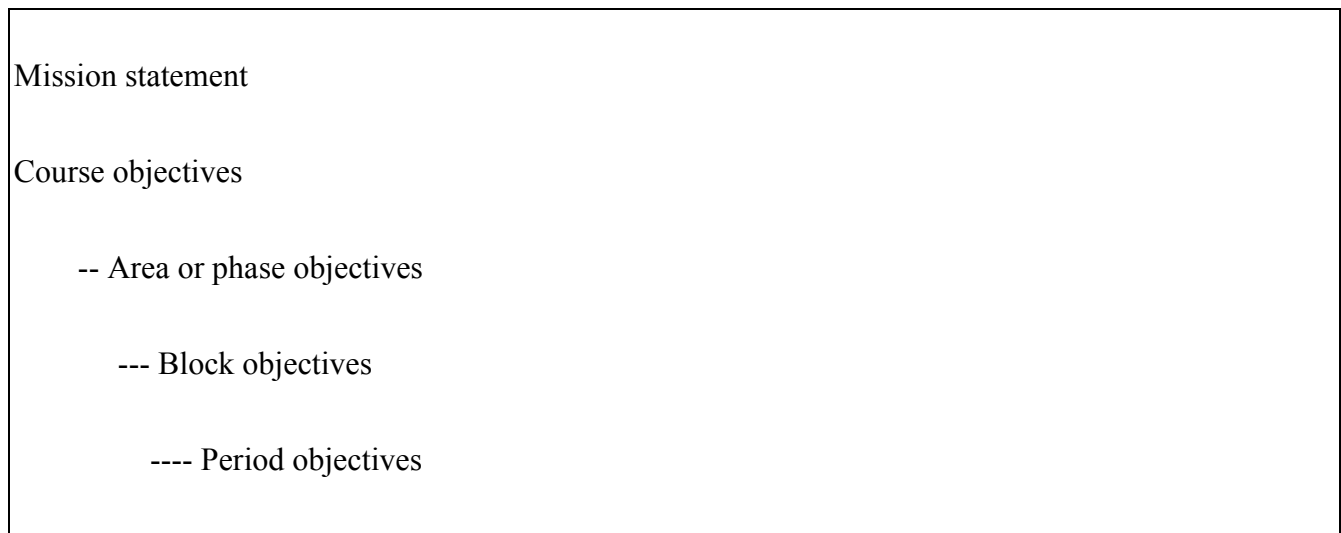 Mission statement
Course objectives
-- Area or phase objectives
--- Block objectives
---- Period objectives